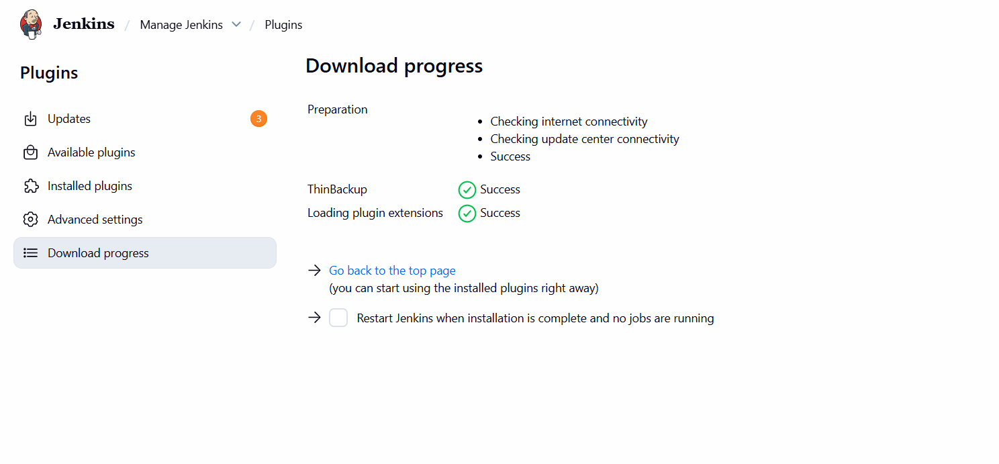 Jenkins / Manage Jenkins / Plugins
Plugins
Updates 3
Available plugins
Installed plugins
Advanced settings
Download progress
Download progress
Preparation
Checking internet connectivity
Checking update center connectivity
Success
ThinBackup Success
Loading plugin extensions Success
Go back to the top page
(you can start using the installed plugins right away)
Restart Jenkins when installation is complete and no jobs are running